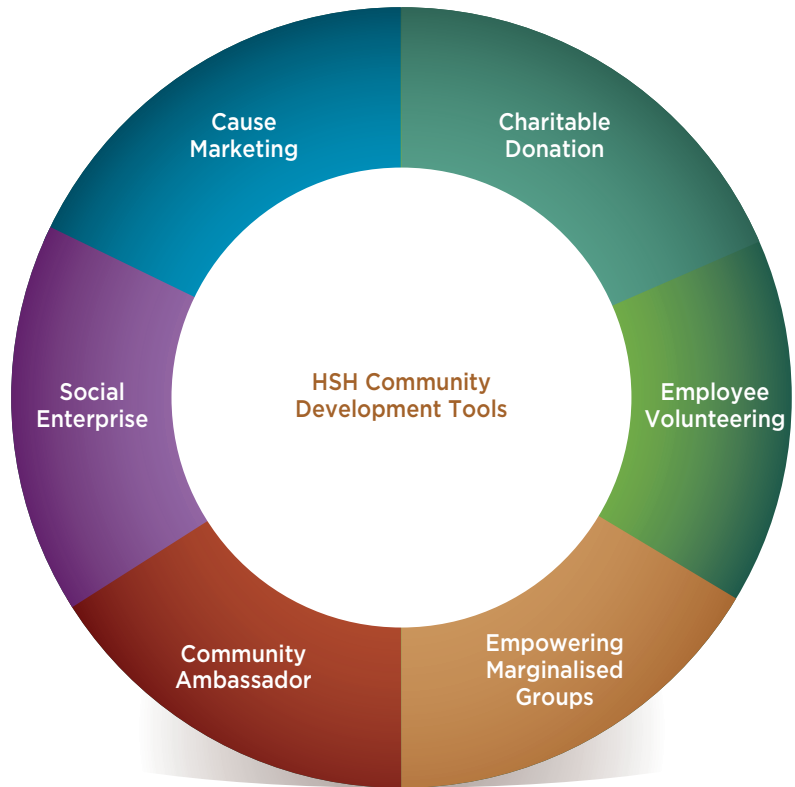 Cause
Marketing
Charitable
Donation
Social
Enterprise
HSH Community
Development Tools
Employee
Volunteering
Community
Ambassador
Empowering
Marginalised
Groups